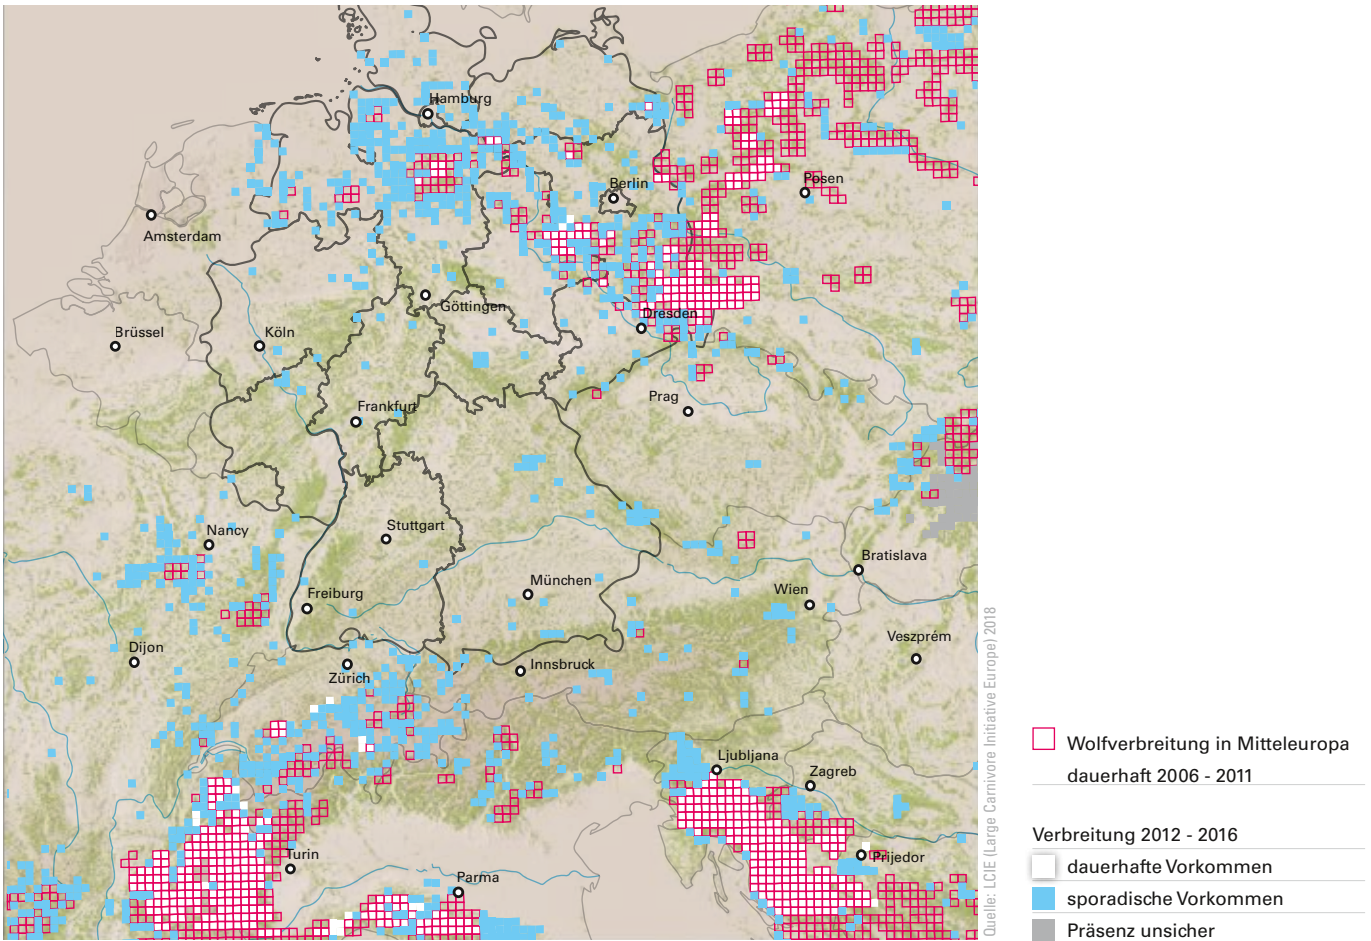 Hamburg
Berlin
Posen
Amsterdam
Göttingen
Dresden
Brüssel
Köln
Prag
Frankfurt
Nancy
Stuttgart
Bratislava
München
Wien
Freiburg
Veszprém
Dijon
Innsbruck
Zürich
Ljubljana
Zagreb
Turin
Prijedor
Parma
Quelle: LCIE (Large Carnivore Initiative Europe) 2018
Wolfverbreitung in Mitteleuropa
dauerhaft 2006 - 2011
Verbreitung 2012 - 2016
dauerhafte Vorkommen
sporadische Vorkommen
Präsenz unsicher